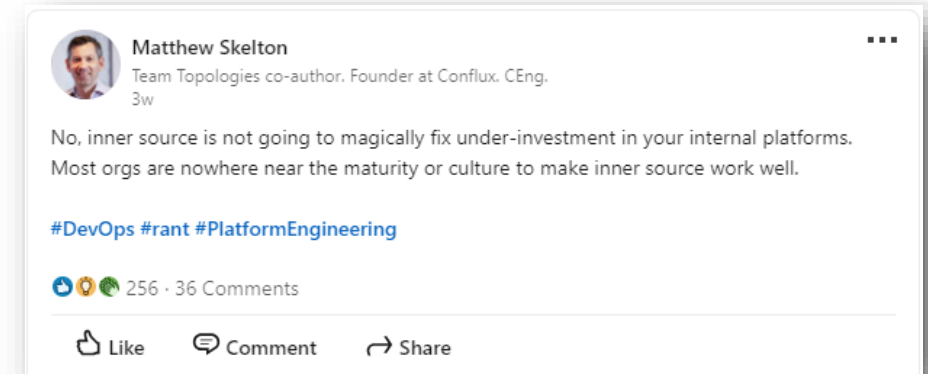 Matthew Skelton
Team Topologies co-author. Founder at Conflux. CEng.
3w
No, inner source is not going to magically fix under-investment in your internal platforms.
Most orgs are nowhere near the maturity or culture to make inner source work well.
#DevOps #rant #PlatformEngineering
256 · 36 Comments
Like Comment Share